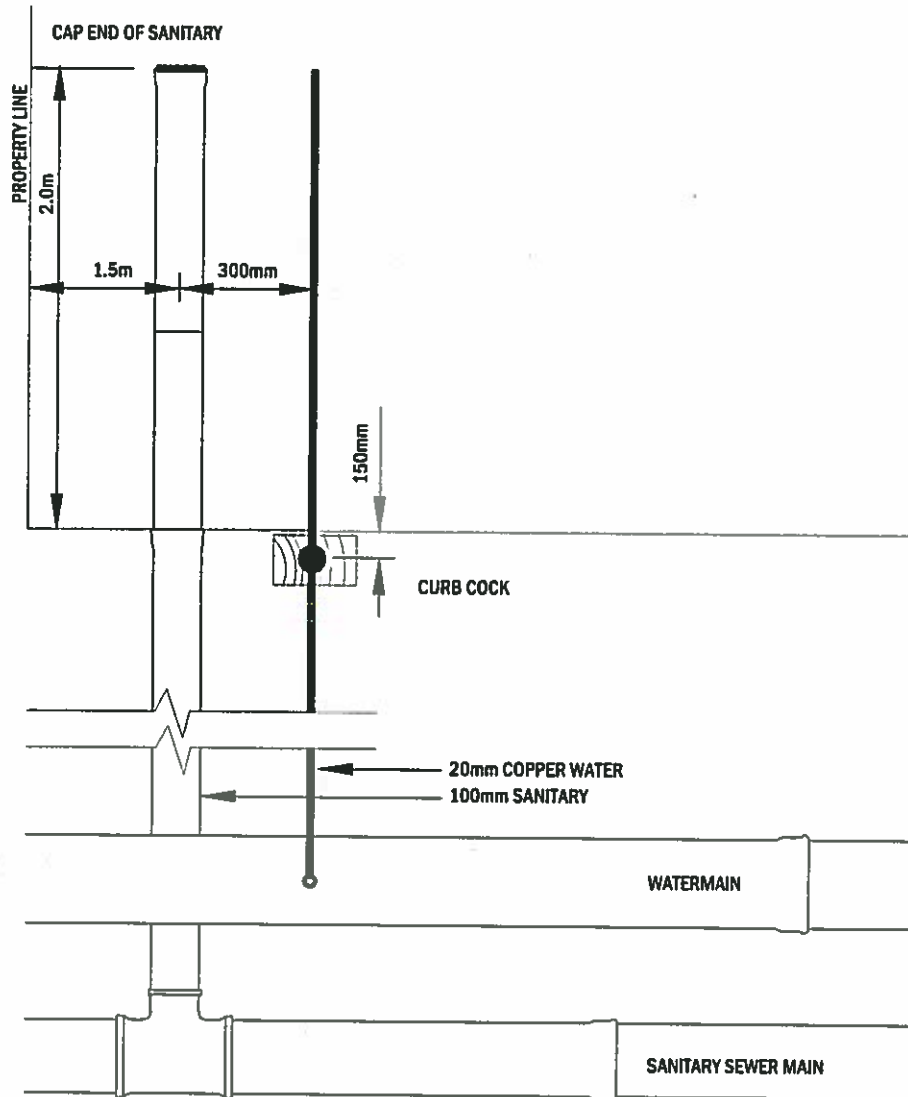 CAP END OF SANITARY
PROPERTY LINE
2.0m
1.5m
300mm
150mm
CURB COCK
20mm COPPER WATER
100mm SANITARY
WATERMAIN
SANITARY SEWER MAIN